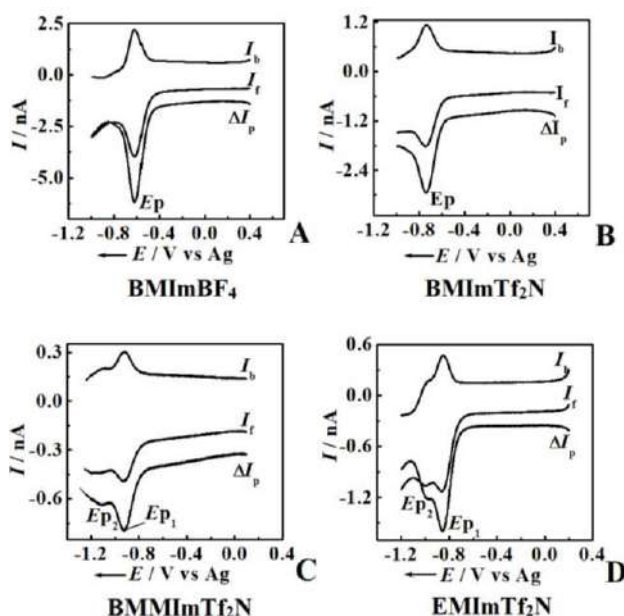 2.5
0.0
-2.5
-5.0
I / nA
I_b
I_f
ΔI_p
Ep
-1.2 -0.8 -0.4 0.0 0.4
← E / V vs Ag
A
BMImBF₄
1.2
0.0
-1.2
-2.4
I / nA
I_b
I_f
ΔI_p
Ep
-1.2 -0.8 -0.4 0.0 0.4
← E / V vs Ag
B
BMImTf₂N
0.3
0.0
-0.3
-0.6
I / nA
I_b
I_f
ΔI_p
Ep₂ Ep₁
-1.2 -0.8 -0.4 0.0 0.4
← E / V vs Ag
C
BMMImTf₂N
0.6
0.0
-0.6
-1.2
I / nA
I_b
I_f
ΔI_p
Ep₂
Ep₁
-1.2 -0.8 -0.4 0.0 0.4
← E / V vs Ag
D
EMImTf₂N